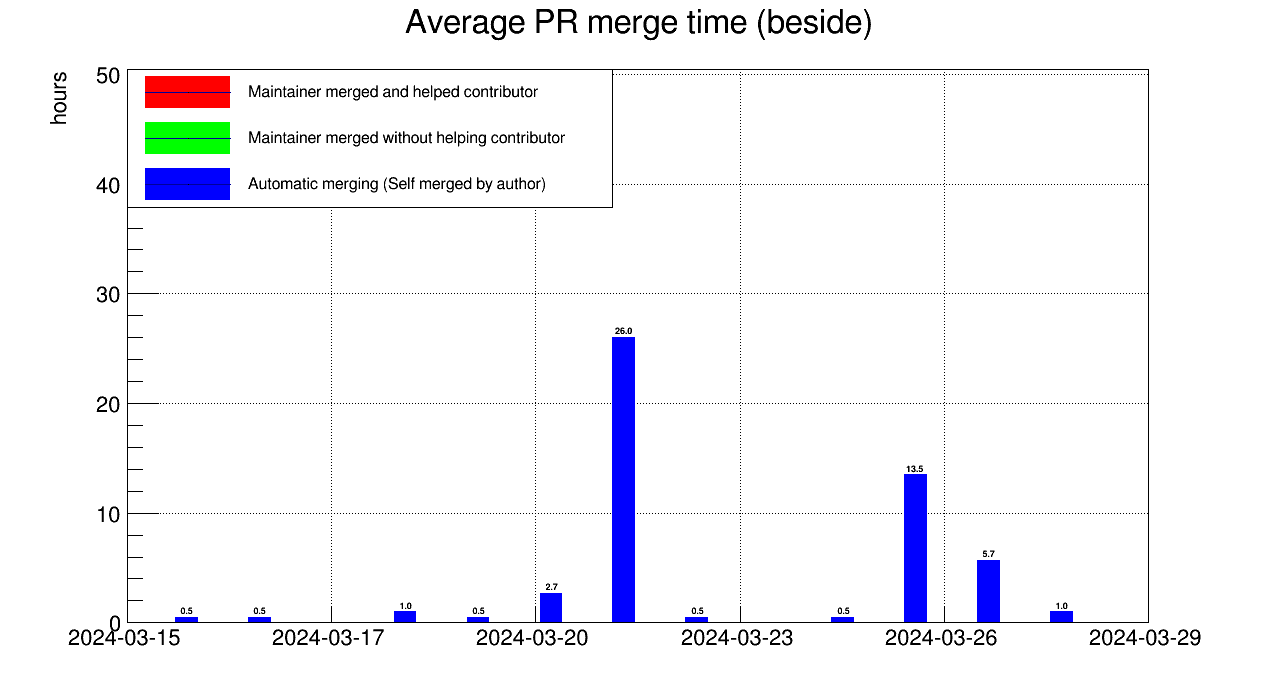 Average PR merge time (beside)
hours
50
40
30
20
10
0
Maintainer merged and helped contributor
Maintainer merged without helping contributor
Automatic merging (Self merged by author)
0.5
0.5
1.0
0.5
2.7
26.0
0.5
0.5
13.5
5.7
1.0
2024-03-15 2024-03-17 2024-03-20 2024-03-23 2024-03-26 2024-03-29